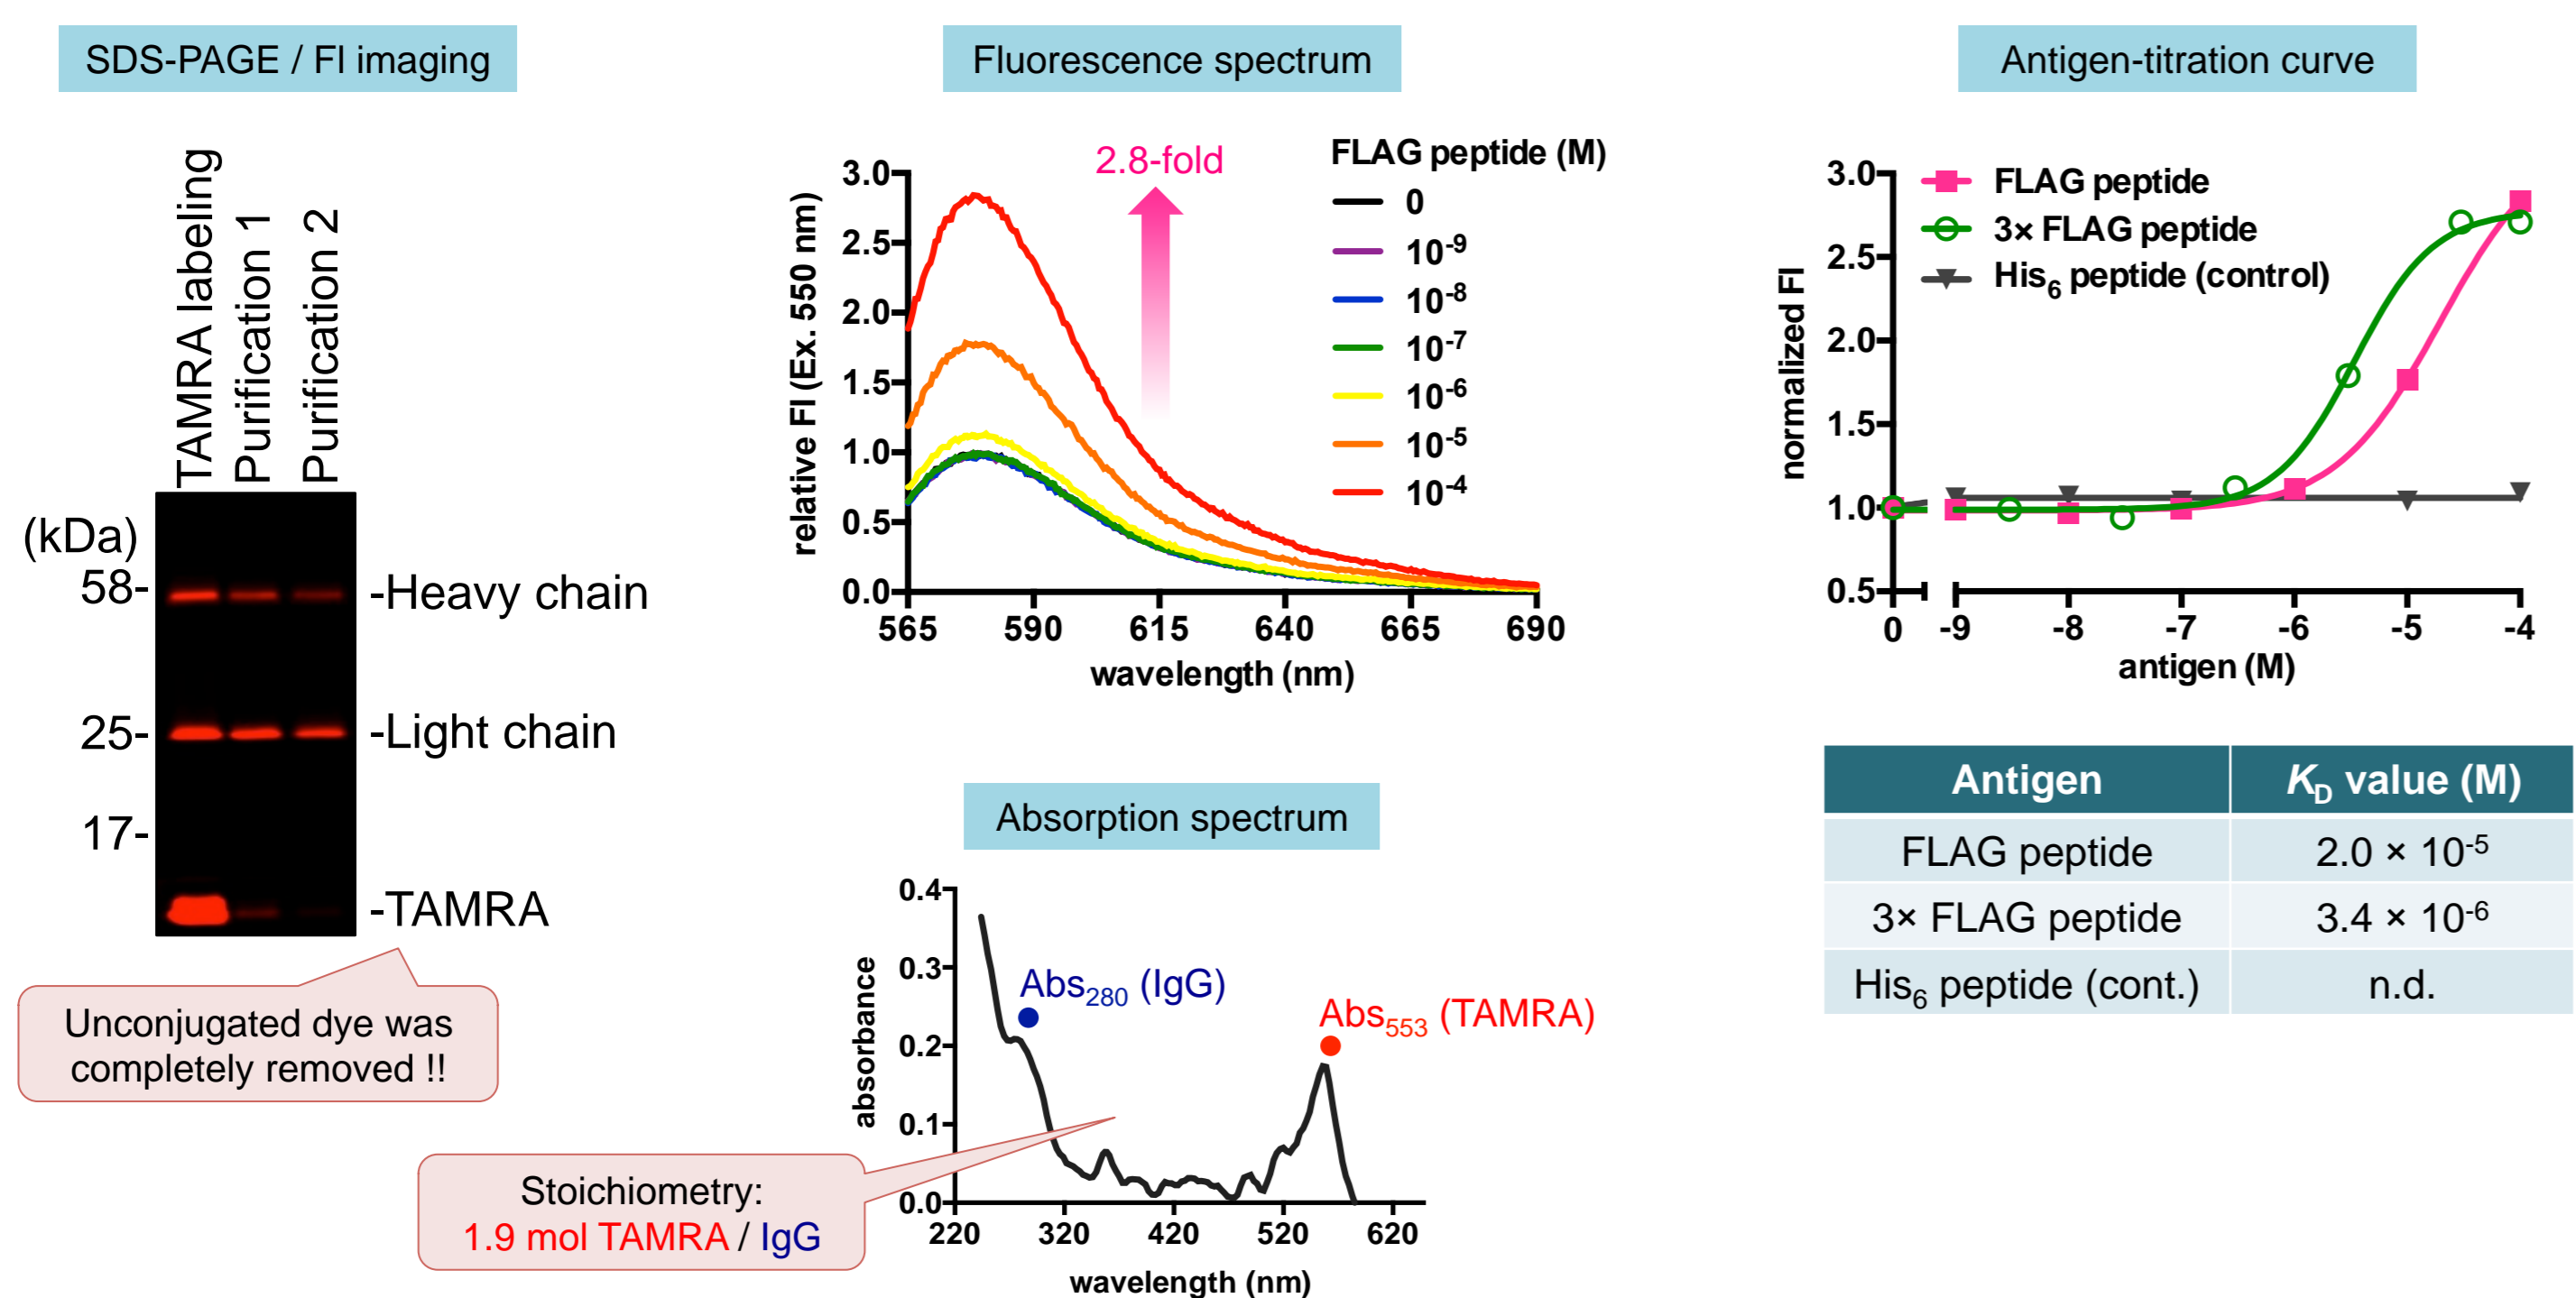 SDS-PAGE / FI imaging
TAMRA labeling
Purification 1
Purification 2
(kDa)
58-
-Heavy chain
25-
-Light chain
17-
-TAMRA
Unconjugated dye was
completely removed !!
Fluorescence spectrum
2.8-fold
FLAG peptide (M)
0
10-9
10-8
10-7
10-6
10-5
10-4
relative FI (Ex. 550 nm)
3.0
2.5
2.0
1.5
1.0
0.5
0.0
565 590 615 640 665 690
wavelength (nm)
Absorption spectrum
absorbance
0.4
0.3
0.2
0.1
0.0
Abs280 (IgG)
Abs553 (TAMRA)
220 320 420 520 620
wavelength (nm)
Stoichiometry:
1.9 mol TAMRA / IgG
Antigen-titration curve
FLAG peptide
3× FLAG peptide
His6 peptide (control)
normalized FI
3.0
2.5
2.0
1.5
1.0
0.5
0 -9 -8 -7 -6 -5 -4
antigen (M)
Antigen KD value (M)
FLAG peptide 2.0 × 10-5
3× FLAG peptide 3.4 × 10-6
His6 peptide (cont.) n.d.